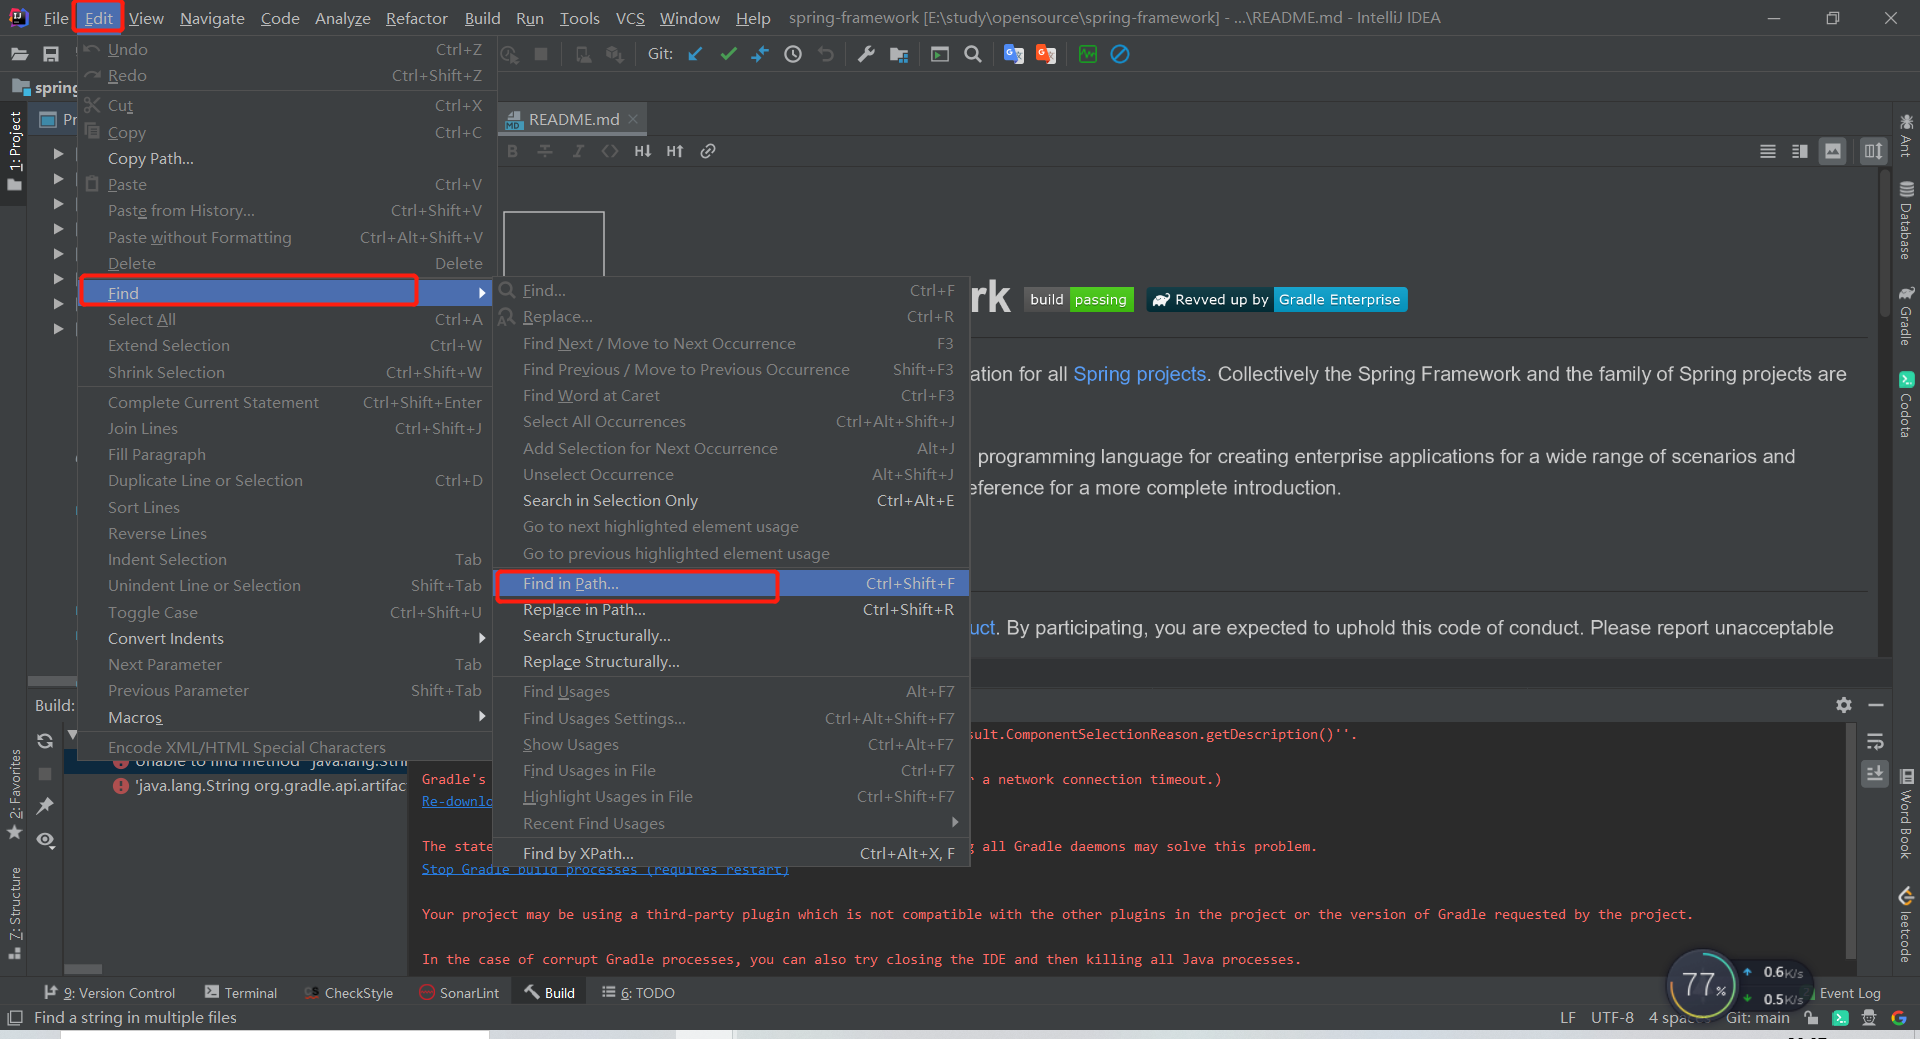 File Edit View Navigate Code Analyze Refactor Build Run Tools VCS Window Help spring-framework [E:\study\opensource\spring-framework] - ...\README.md - IntelliJ IDEA
Git:
spring
1: Project
Pr
README.md
Undo Ctrl+Z
Redo Ctrl+Shift+Z
Cut Ctrl+X
Copy Ctrl+C
Copy Path...
Paste Ctrl+V
Paste from History... Ctrl+Shift+V
Paste without Formatting Ctrl+Alt+Shift+V
Delete Delete
Find
Select All Ctrl+A
Extend Selection Ctrl+W
Shrink Selection Ctrl+Shift+W
Complete Current Statement Ctrl+Shift+Enter
Join Lines Ctrl+Shift+J
Fill Paragraph
Duplicate Line or Selection Ctrl+D
Sort Lines
Reverse Lines
Indent Selection Tab
Unindent Line or Selection Shift+Tab
Toggle Case Ctrl+Shift+U
Convert Indents
Next Parameter Tab
Previous Parameter Shift+Tab
Macros
Encode XML/HTML Special Characters
Find... Ctrl+F
Replace... Ctrl+R
Find Next / Move to Next Occurrence F3
Find Previous / Move to Previous Occurrence Shift+F3
Find Word at Caret Ctrl+F3
Select All Occurrences Ctrl+Alt+Shift+J
Add Selection for Next Occurrence Alt+J
Unselect Occurrence Alt+Shift+J
Search in Selection Only Ctrl+Alt+E
Go to next highlighted element usage
Go to previous highlighted element usage
Find in Path... Ctrl+Shift+F
Replace in Path... Ctrl+Shift+R
Search Structurally...
Replace Structurally...
Find Usages Alt+F7
Find Usages Settings... Ctrl+Alt+Shift+F7
Show Usages Ctrl+Alt+F7
Find Usages in File Ctrl+F7
Highlight Usages in File Ctrl+Shift+F7
Recent Find Usages
Find by XPath... Ctrl+Alt+X, F
B I <> H↓ H↑
rk build passing Revved up by Gradle Enterprise
ation for all Spring projects. Collectively the Spring Framework and the family of Spring projects are
programming language for creating enterprise applications for a wide range of scenarios and
eference for a more complete introduction.
uct. By participating, you are expected to uphold this code of conduct. Please report unacceptable
Ant
Database
Gradle
Codota
Word Book
leetcode
Build:
Unable to find method 'java.lang.Stri
'java.lang.String org.gradle.api.artifac
sult.ComponentSelectionReason.getDescription()''.
Gradle's r a network connection timeout.)
Re-downlo
The state g all Gradle daemons may solve this problem.
Stop Gradle build processes (requires restart)
Your project may be using a third-party plugin which is not compatible with the other plugins in the project or the version of Gradle requested by the project.
In the case of corrupt Gradle processes, you can also try closing the IDE and then killing all Java processes.
2: Favorites
7: Structure
77% 0.6K/s
0.5K/s
9: Version Control Terminal CheckStyle SonarLint Build 6: TODO Event Log
Find a string in multiple files LF UTF-8 4 spaces Git: main